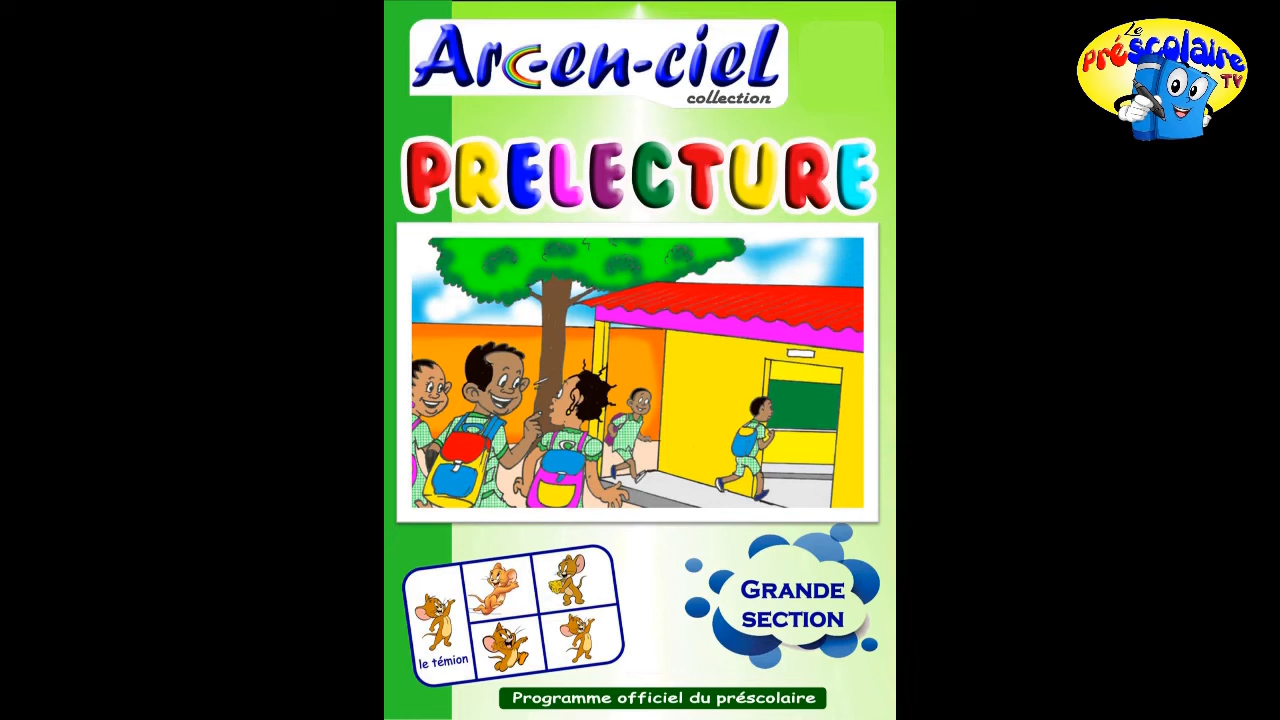 Arc-en-ciel
collection
PRELECTURE
le témion
GRANDE
SECTION
Programme officiel du préscolaire
Le
Préscolaire
TV